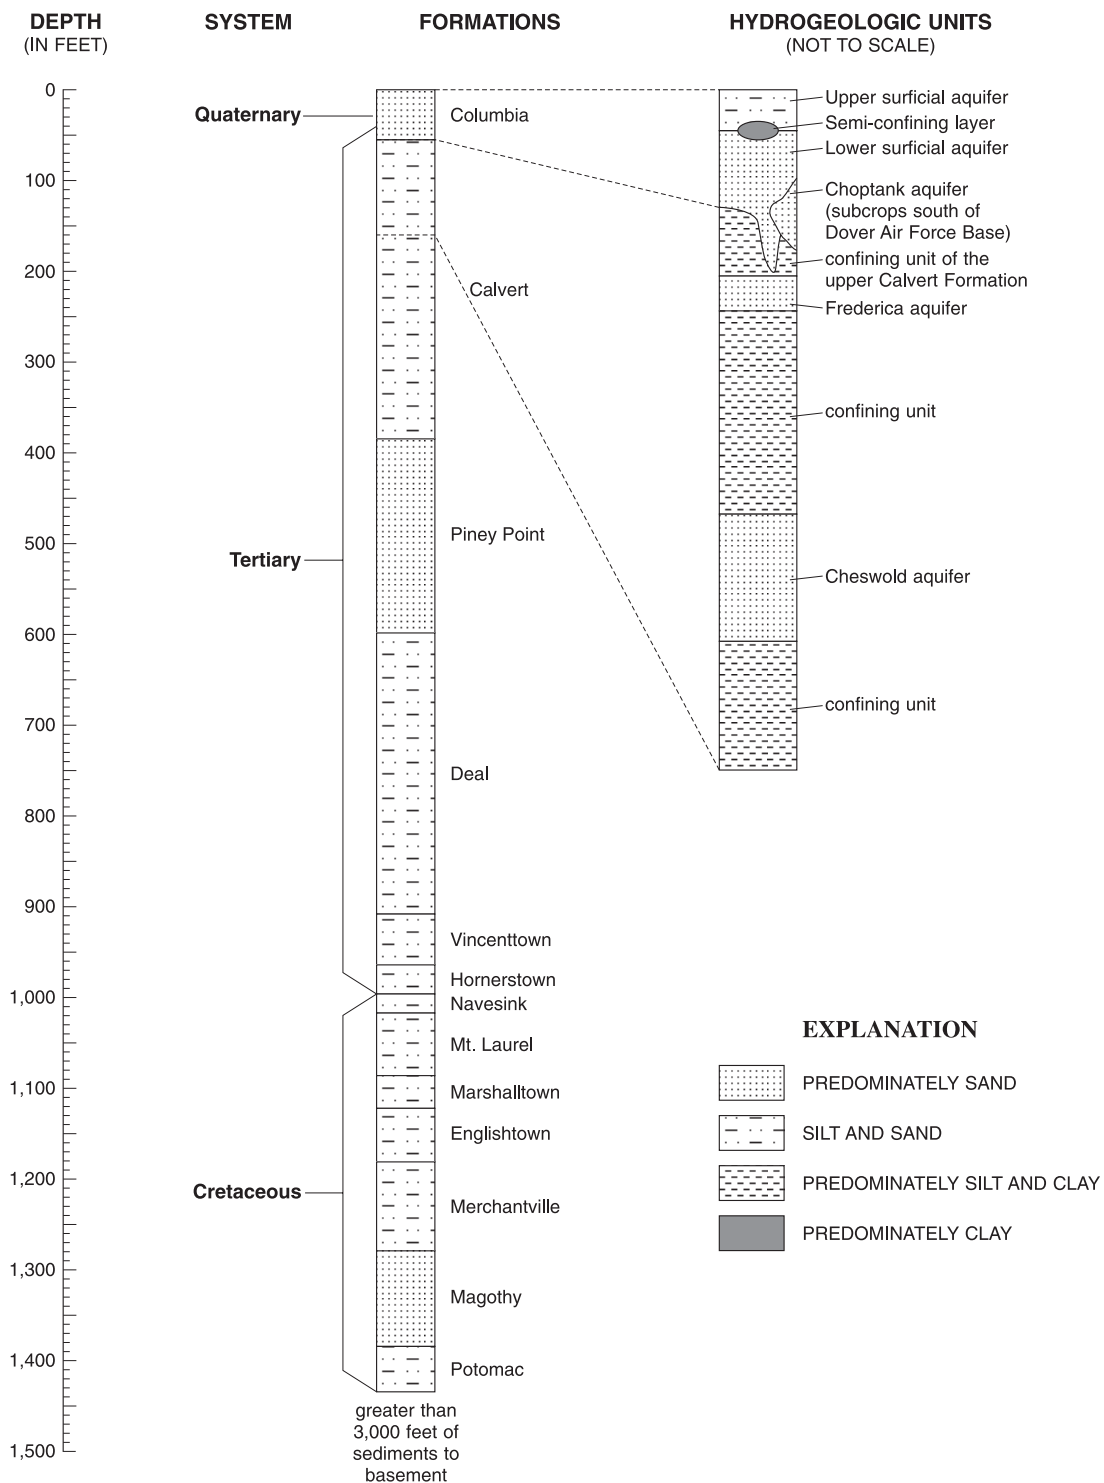 DEPTH
(IN FEET)
SYSTEM
FORMATIONS
HYDROGEOLOGIC UNITS
(NOT TO SCALE)
0
100
200
300
400
500
600
700
800
900
1,000
1,100
1,200
1,300
1,400
1,500
Quaternary
Tertiary
Cretaceous
Columbia
Calvert
Piney Point
Deal
Vincenttown
Hornerstown
Navesink
Mt. Laurel
Marshalltown
Englishtown
Merchantville
Magothy
Potomac
greater than
3,000 feet of
sediments to
basement
Upper surficial aquifer
Semi-confining layer
Lower surficial aquifer
Choptank aquifer
(subcrops south of
Dover Air Force Base)
confining unit of the
upper Calvert Formation
Frederica aquifer
confining unit
Cheswold aquifer
confining unit
EXPLANATION
PREDOMINATELY SAND
SILT AND SAND
PREDOMINATELY SILT AND CLAY
PREDOMINATELY CLAY